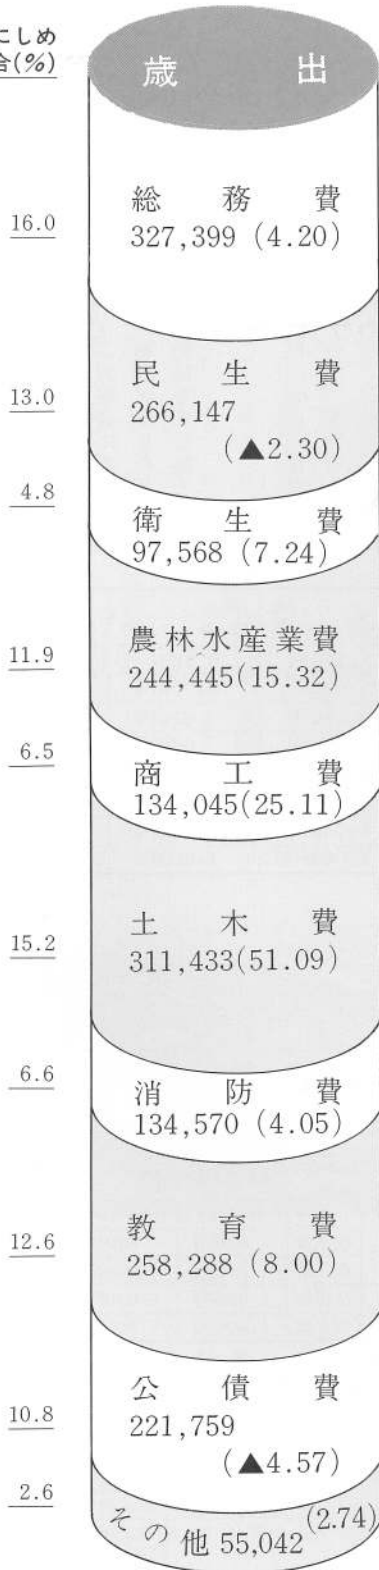 にしめ
合(%)
歳 出
16.0
総 務 費
327,399 (4.20)
13.0
民 生 費
266,147
(▲2.30)
4.8
衛 生 費
97,568 (7.24)
11.9
農林水産業費
244,445(15.32)
6.5
商 工 費
134,045(25.11)
15.2
土 木 費
311,433(51.09)
6.6
消 防 費
134,570 (4.05)
12.6
教 育 費
258,288 (8.00)
10.8
公 債 費
221,759
(▲4.57)
2.6
その他 55,042 (2.74)